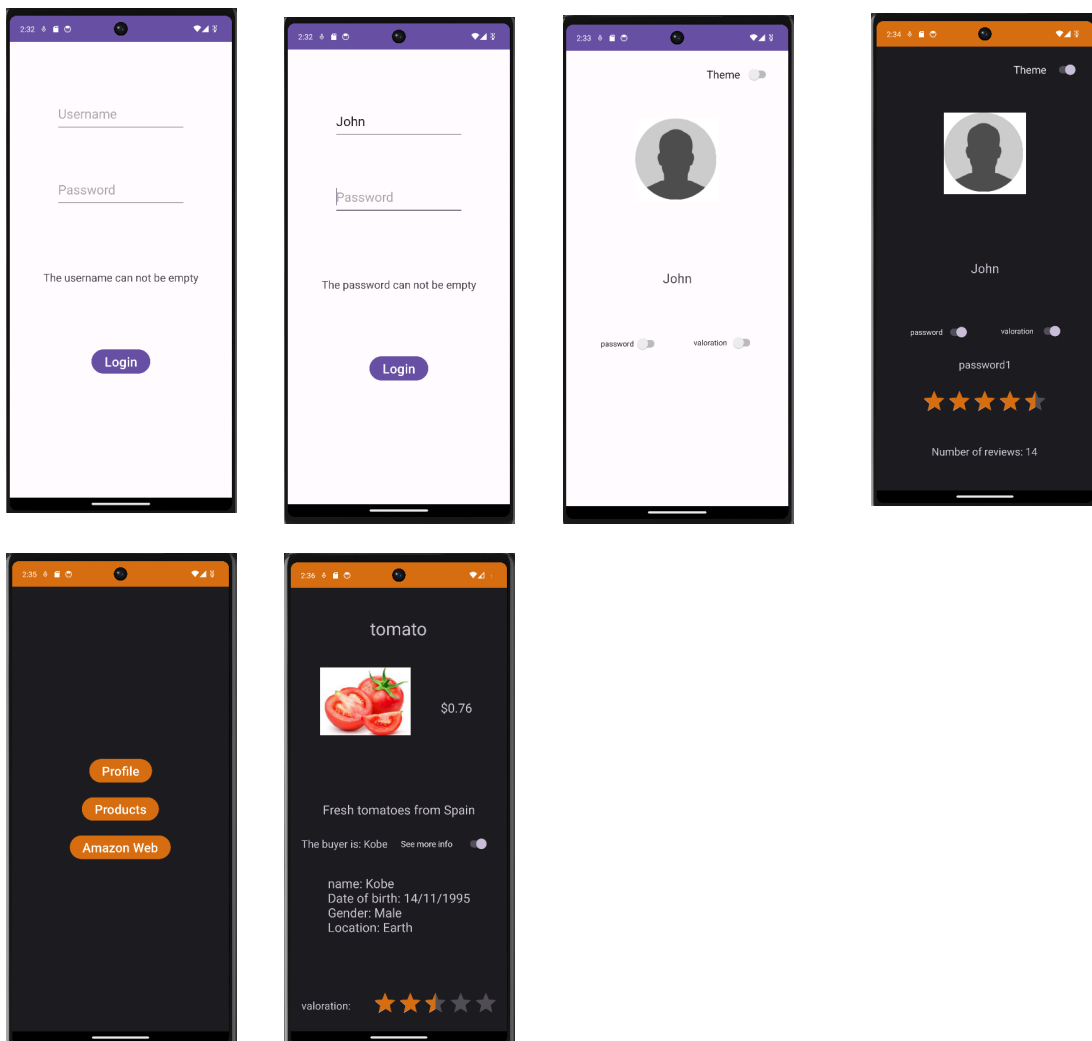 2:32
Username
Password
The username can not be empty
Login
2:32
John
Password
The password can not be empty
Login
2:33
Theme
John
password valoration
2:34
Theme
John
password valoration
password1
Number of reviews: 14
2:35
Profile
Products
Amazon Web
2:36
tomato
$0.76
Fresh tomatoes from Spain
The buyer is: Kobe See more info
name: Kobe
Date of birth: 14/11/1995
Gender: Male
Location: Earth
valoration: